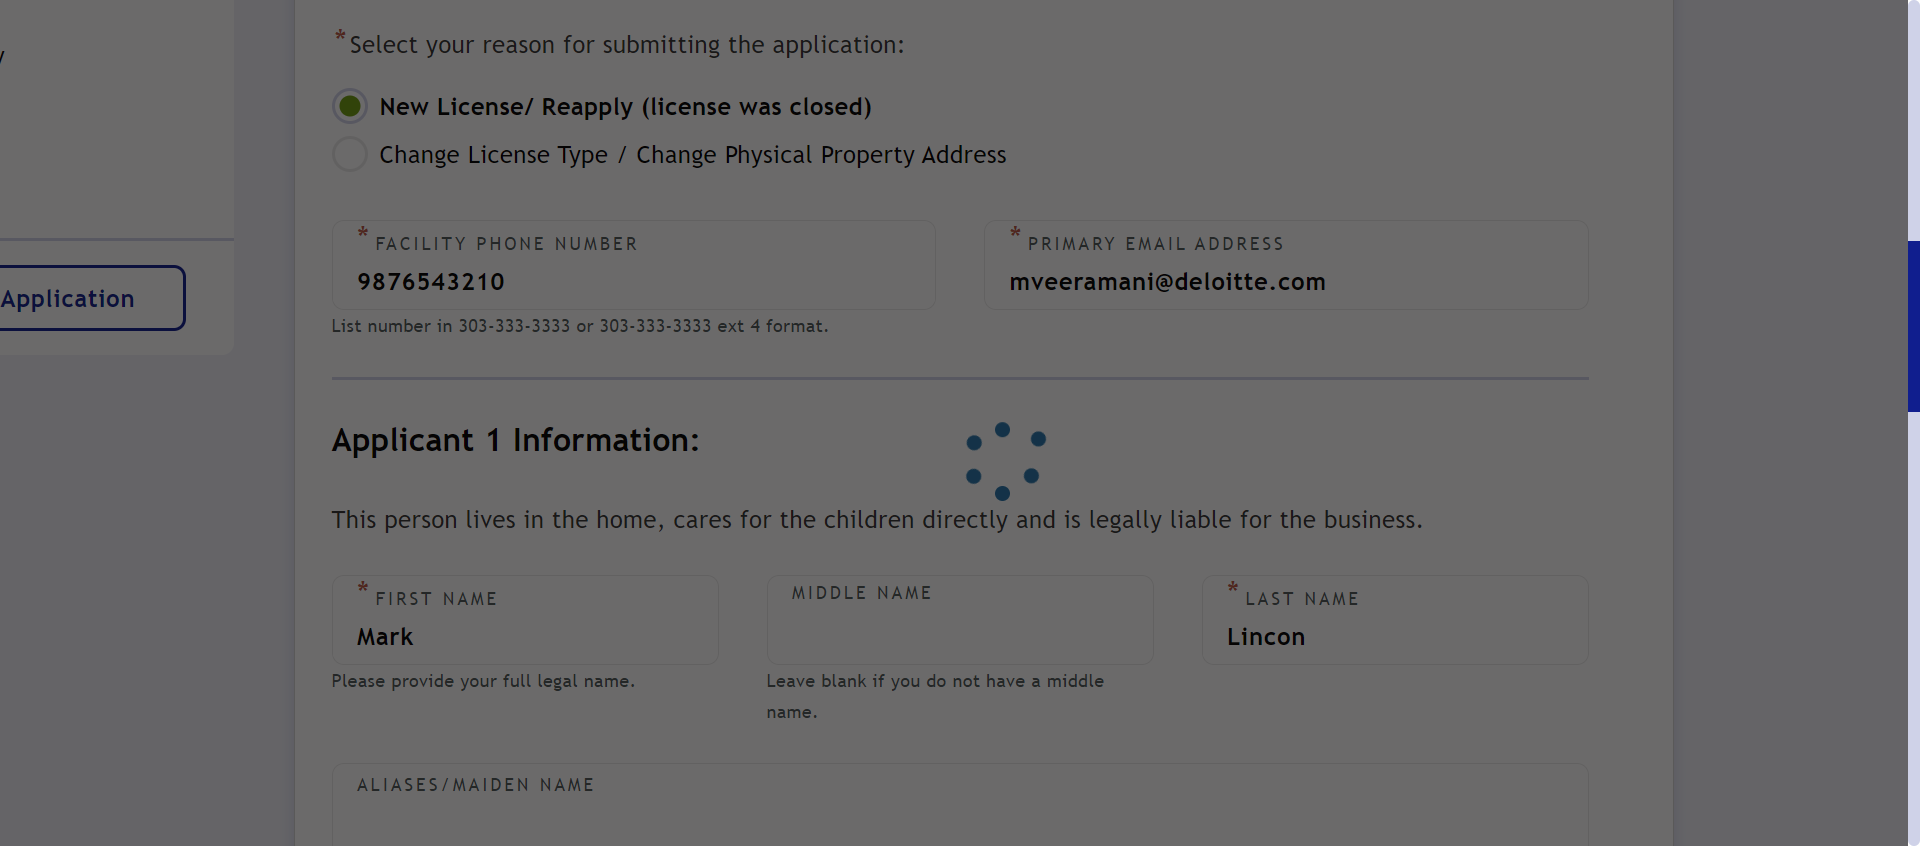 *Select your reason for submitting the application:
New License/ Reapply (license was closed)
Change License Type / Change Physical Property Address
Application
* FACILITY PHONE NUMBER
9876543210
List number in 303-333-3333 or 303-333-3333 ext 4 format.
* PRIMARY EMAIL ADDRESS
mveeramani@deloitte.com
Applicant 1 Information:
This person lives in the home, cares for the children directly and is legally liable for the business.
* FIRST NAME
Mark
Please provide your full legal name.
MIDDLE NAME
Leave blank if you do not have a middle
name.
* LAST NAME
Lincon
ALIASES/MAIDEN NAME